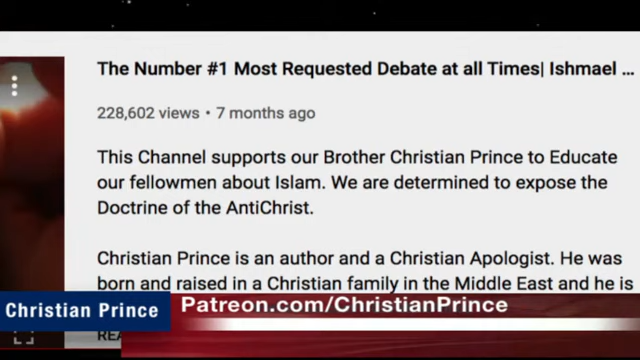 The Number #1 Most Requested Debate at all Times| Ishmael ...
228,602 views • 7 months ago
This Channel supports our Brother Christian Prince to Educate
our fellowmen about Islam. We are determined to expose the
Doctrine of the AntiChrist.
Christian Prince is an author and a Christian Apologist. He was
born and raised in a Christian family in the Middle East and he is
Christian Prince
Patreon.com/ChristianPrince